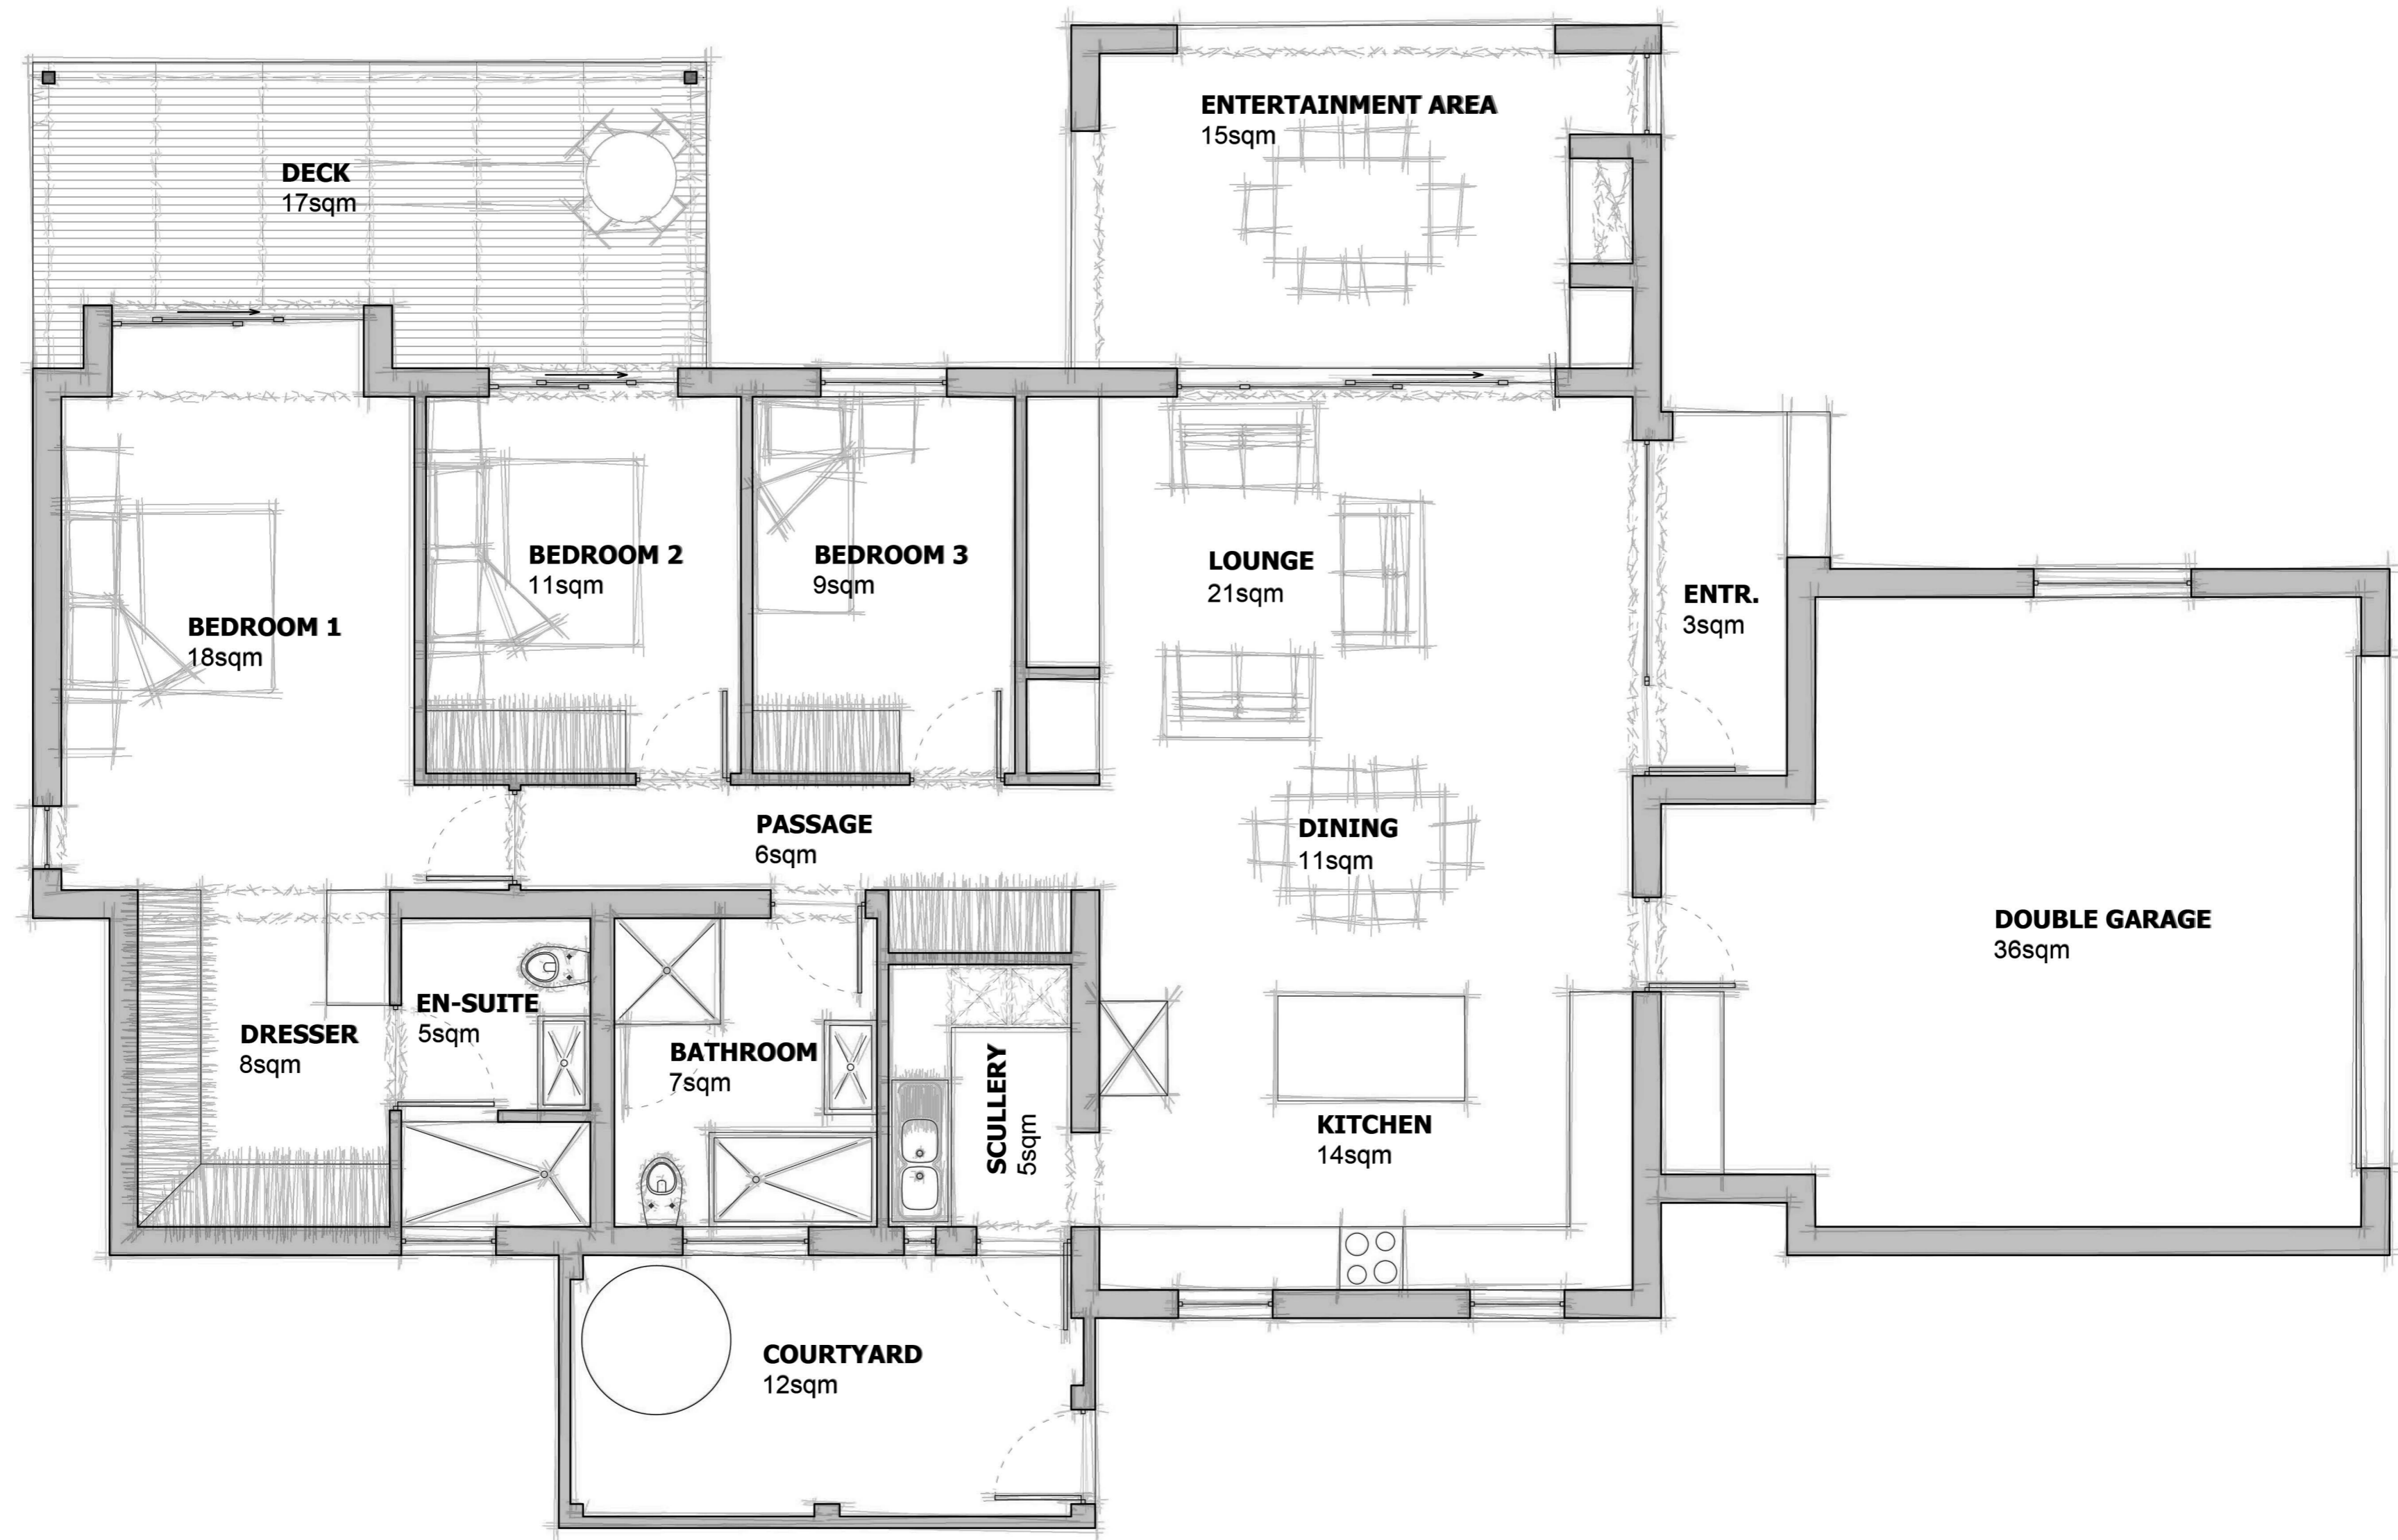 ENTERTAINMENT AREA
15sqm
DECK
17sqm
BEDROOM 1
18sqm
BEDROOM 2
11sqm
BEDROOM 3
9sqm
LOUNGE
21sqm
ENTR.
3sqm
PASSAGE
6sqm
DINING
11sqm
DOUBLE GARAGE
36sqm
DRESSER
8sqm
EN-SUITE
5sqm
BATHROOM
7sqm
SCULLERY
5sqm
KITCHEN
14sqm
COURTYARD
12sqm